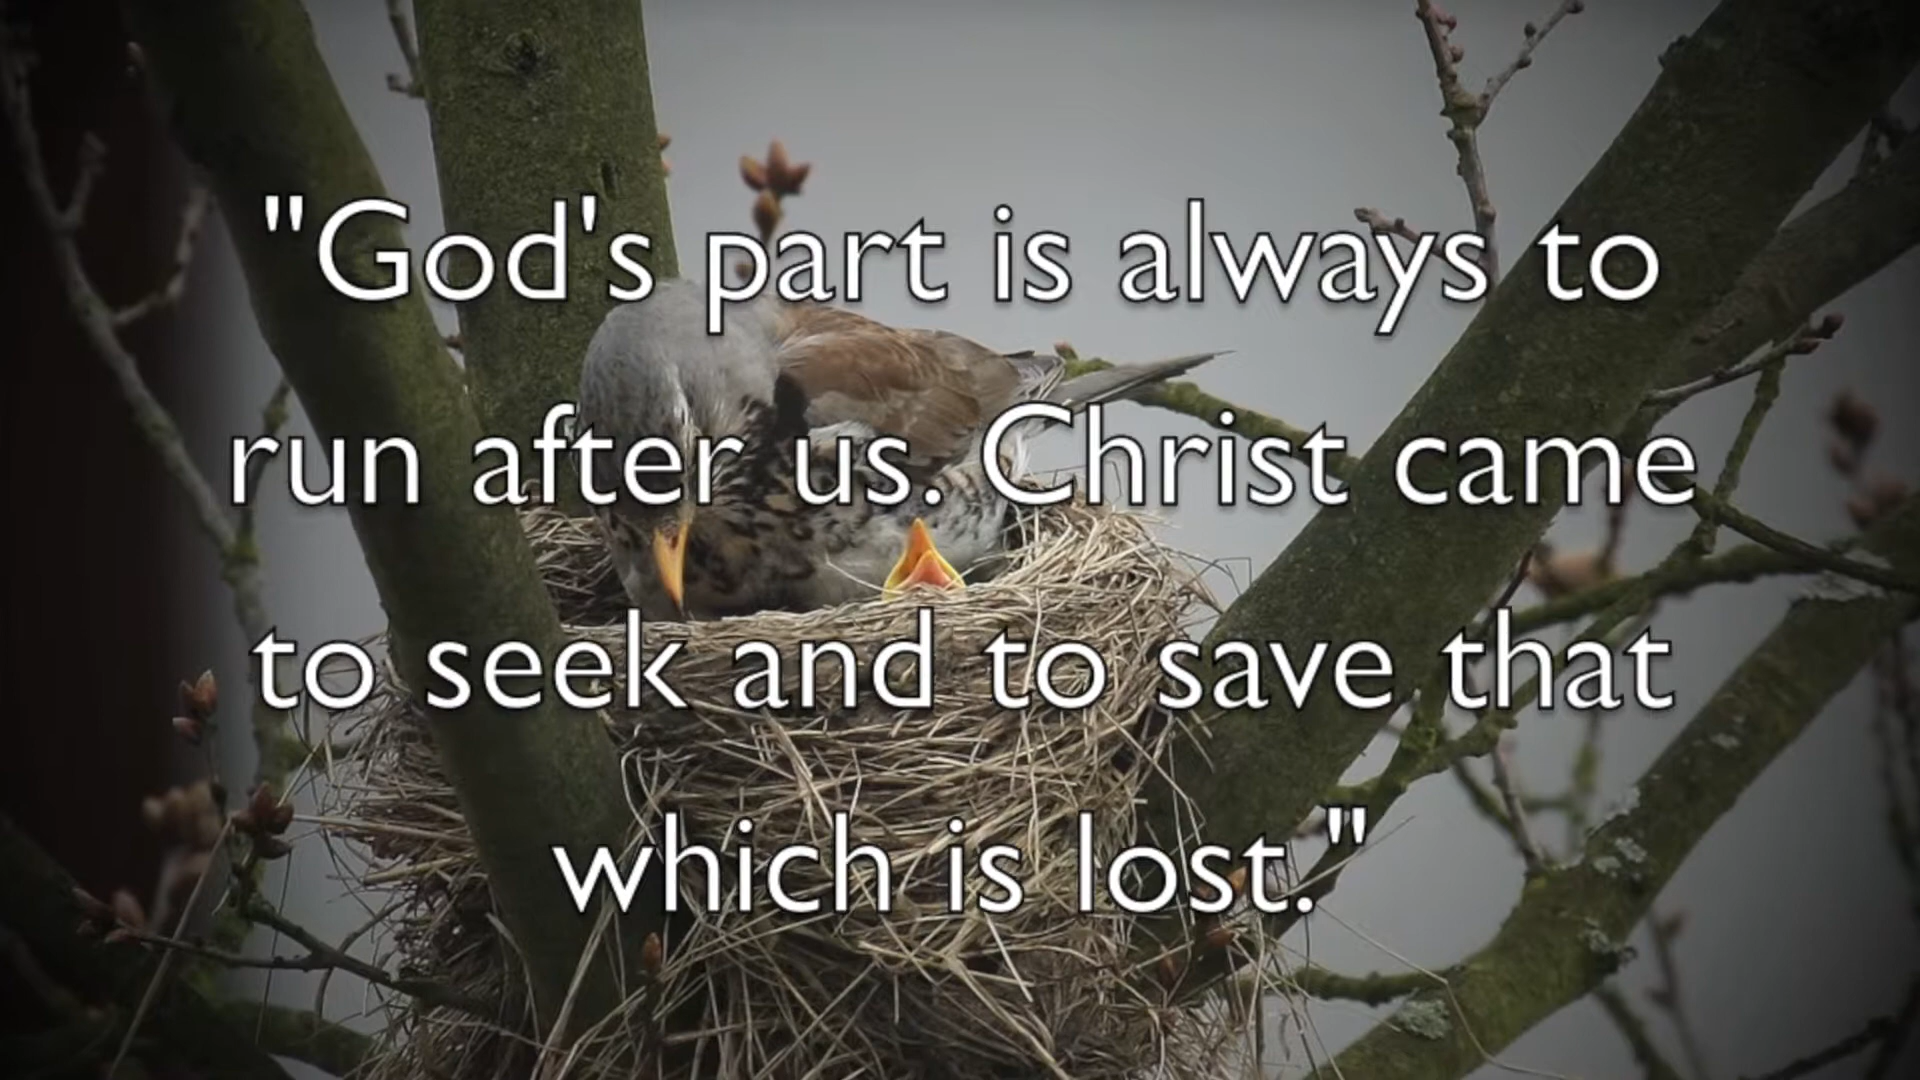 "God's part is always to
run after us. Christ came
to seek and to save that
which is lost."